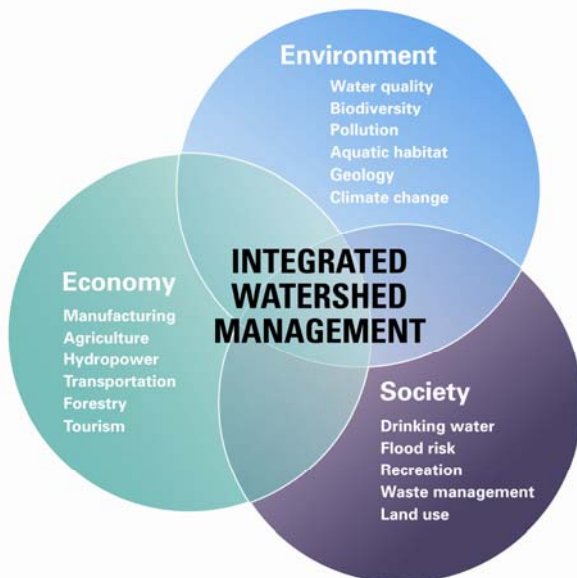 Environment
Water quality
Biodiversity
Pollution
Aquatic habitat
Geology
Climate change
INTEGRATED
WATERSHED
MANAGEMENT
Economy
Manufacturing
Agriculture
Hydropower
Transportation
Forestry
Tourism
Society
Drinking water
Flood risk
Recreation
Waste management
Land use